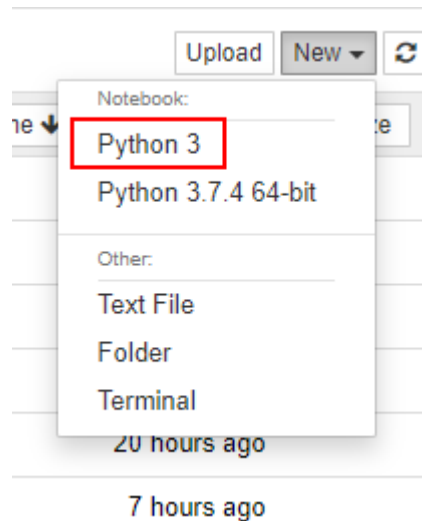 Upload New
Notebook:
Python 3
Python 3.7.4 64-bit
Other:
Text File
Folder
Terminal
20 hours ago
7 hours ago